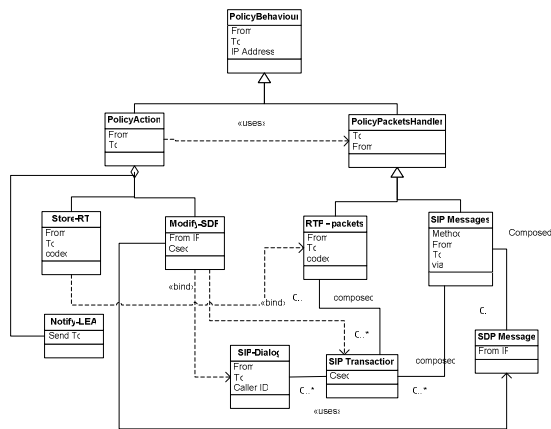 PolicyBehaviour
From
To
IP Address
PolicyAction
From
To
«uses»
PolicyPacketsHandler
To
From
Store-RT
From
To
codec
Modify-SDP
From IP
Cseq
RTP -packets
From
To
codec
SIP Messages
Method
From
To
via
Composed
«bind»
«bind»
C..
composed
C..
Notify-LEA
Send To
C..*
SDP Message
From IP
SIP-Dialog
From
To
Caller ID
SIP Transaction
Cseq
composed
C..*
C..*
«uses»